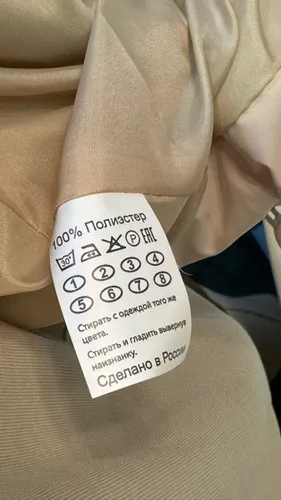 100% Полиэстер
30° P EAC
1 2 3 4
5 6 7 8
Стирать с одеждой того же
цвета.
Стирать и гладить вывернув
наизнанку.
Сделано в России